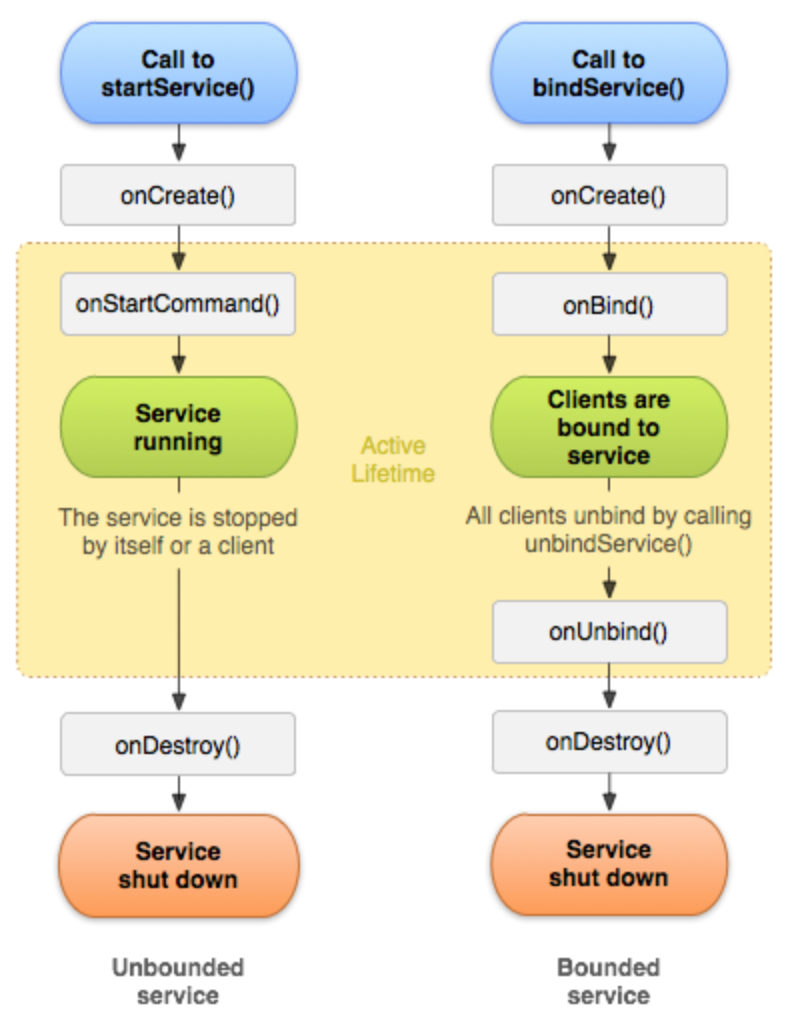 Call to
startService()
onCreate()
onStartCommand()
Service
running
The service is stopped
by itself or a client
onDestroy()
Service
shut down
Unbounded
service
Active
Lifetime
Call to
bindService()
onCreate()
onBind()
Clients are
bound to
service
All clients unbind by calling
unbindService()
onUnbind()
onDestroy()
Service
shut down
Bounded
service